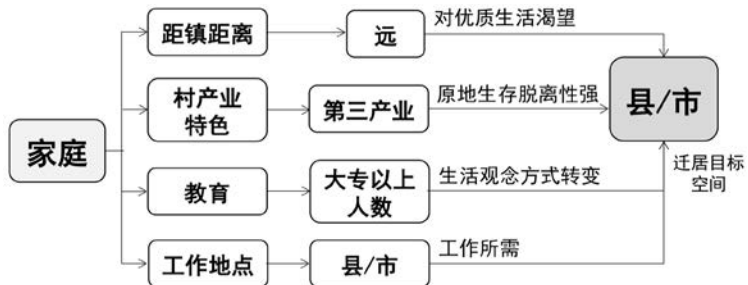 家庭
距镇距离
远
对优质生活渴望
村产业
特色
第三产业
原地生存脱离性强
县/市
教育
大专以上
人数
生活观念方式转变
迁居目标
空间
工作地点
县/市
工作所需